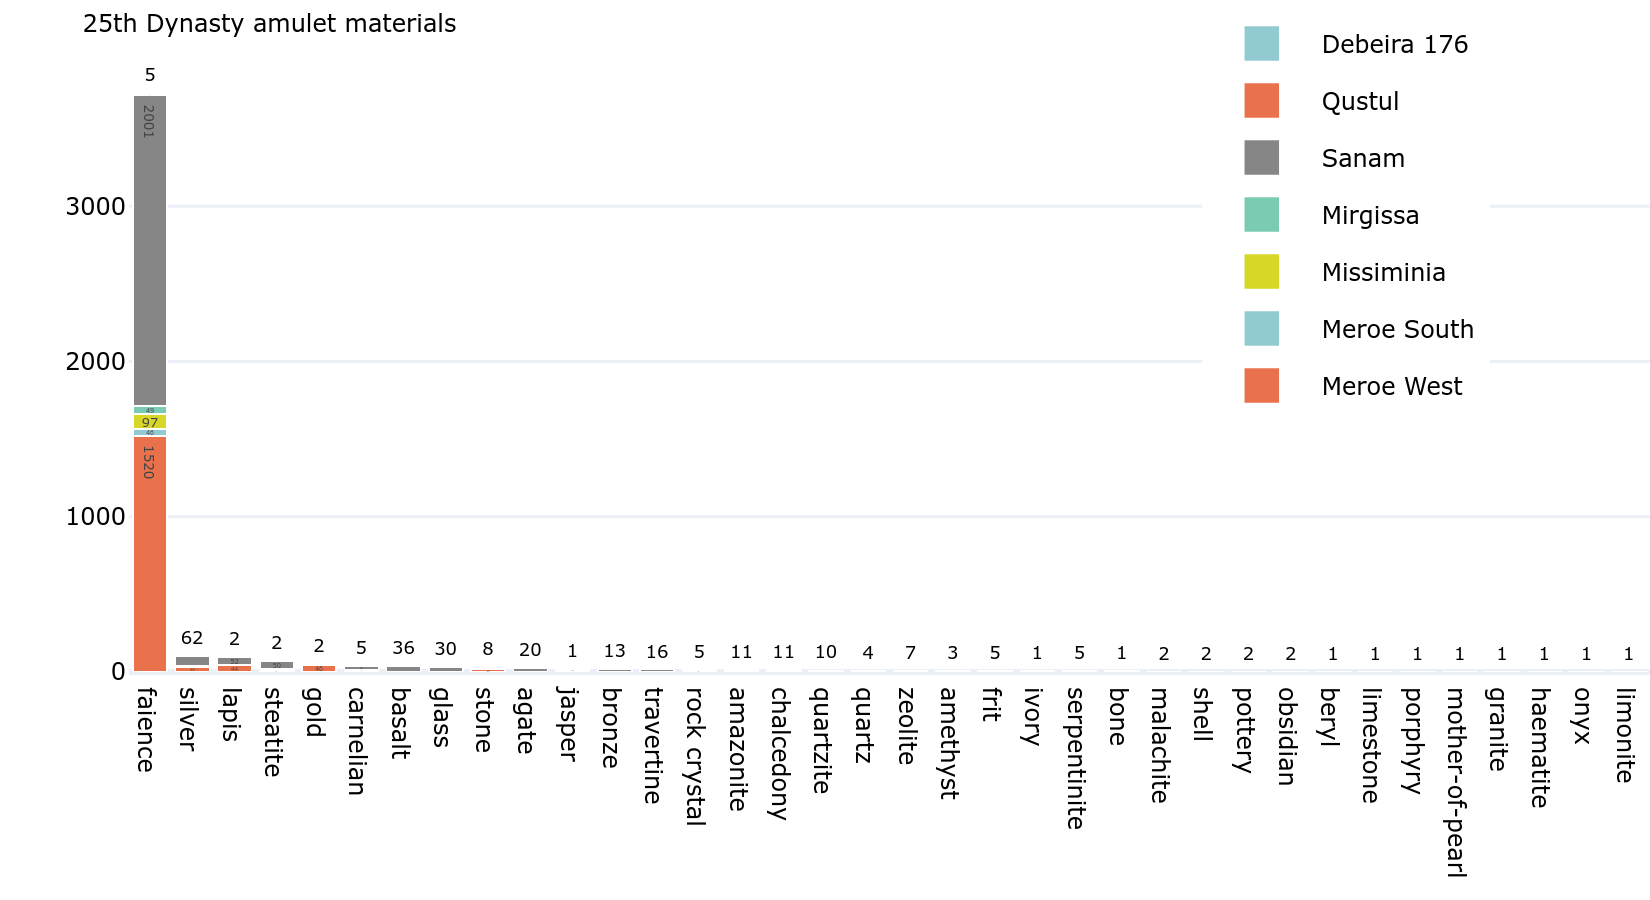 25th Dynasty amulet materials
Debeira 176
Qustul
Sanam
Mirgissa
Missiminia
Meroe South
Meroe West
3000
2000
1000
0
5
2001
49
97
1520
62
2
52
2
50
2
5
36
30
8
20
1
13
16
5
11
11
10
4
7
3
5
1
5
1
2
2
2
2
1
1
1
1
1
1
1
1
faience
silver
lapis
steatite
gold
carnelian
basalt
glass
stone
agate
jasper
bronze
travertine
rock crystal
amazonite
chalcedony
quartzite
quartz
zeolite
amethyst
frit
ivory
serpentinite
bone
malachite
shell
pottery
obsidian
beryl
limestone
porphyry
mother-of-pearl
granite
haematite
onyx
limonite